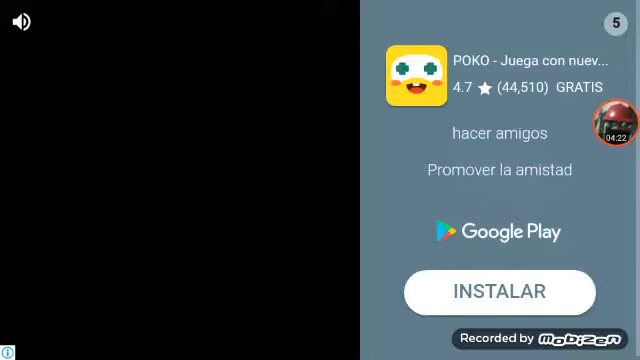 5
POKO - Juega con nuev...
4.7 ★ (44,510) GRATIS
04:22
hacer amigos
Promover la amistad
Google Play
INSTALAR
Recorded by MOBIZEN